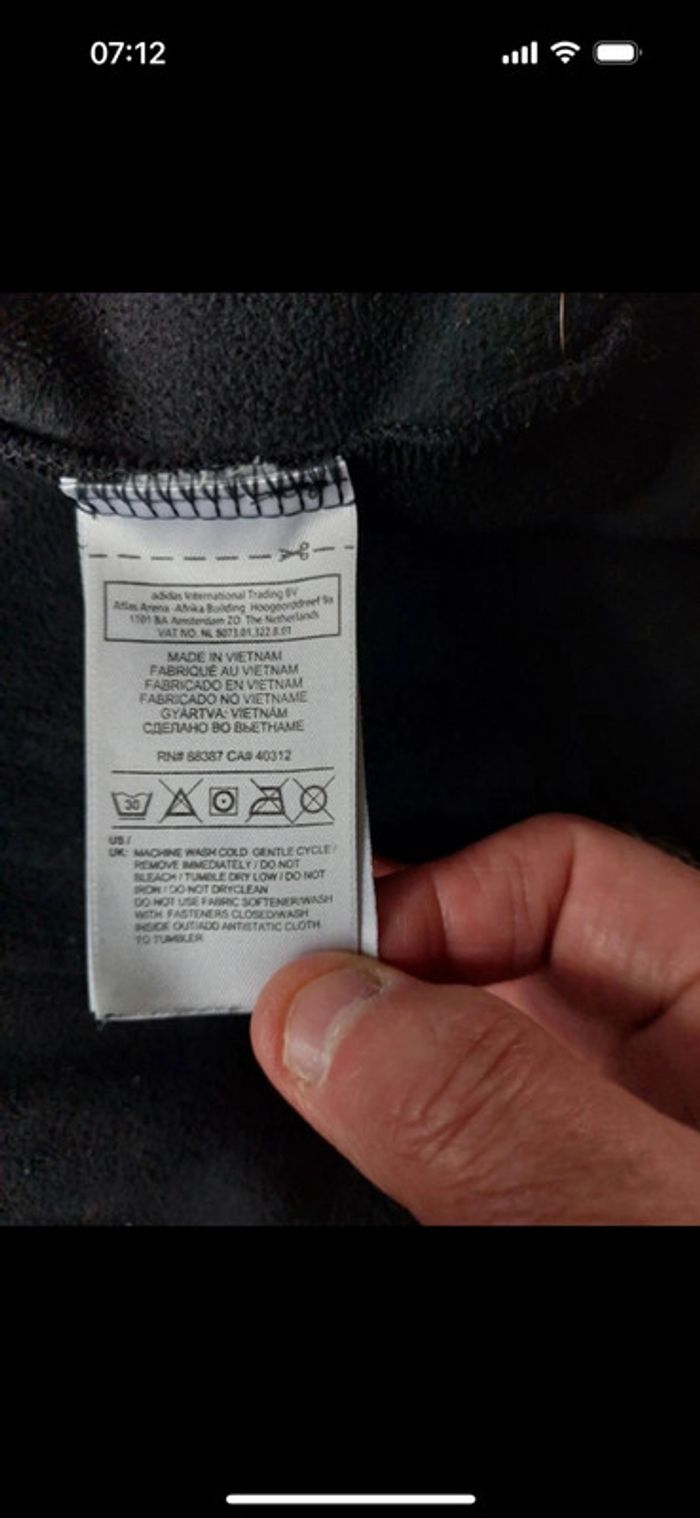 07:12
adidas International Trading BV
Atlas Arena -Afrika Building Hoogoorddreef 9a
1101 BA Amsterdam ZO The Netherlands
VAT NO. NL 8073.01.322.B.01
MADE IN VIETNAM
FABRIQUÉ AU VIETNAM
FABRICADO EN VIETNAM
FABRICADO NO VIETNAME
GYÁRTVA: VIETNÁM
СДЕЛАНО ВО ВЬЕТНАМЕ
RN# 88387 CA# 40312
30
US /
UK: MACHINE WASH COLD GENTLE CYCLE /
REMOVE IMMEDIATELY / DO NOT
BLEACH / TUMBLE DRY LOW / DO NOT
IRON / DO NOT DRYCLEAN
DO NOT USE FABRIC SOFTENER/WASH
WITH FASTENERS CLOSED/WASH
INSIDE OUT/ADD ANTISTATIC CLOTH
TO TUMBLER